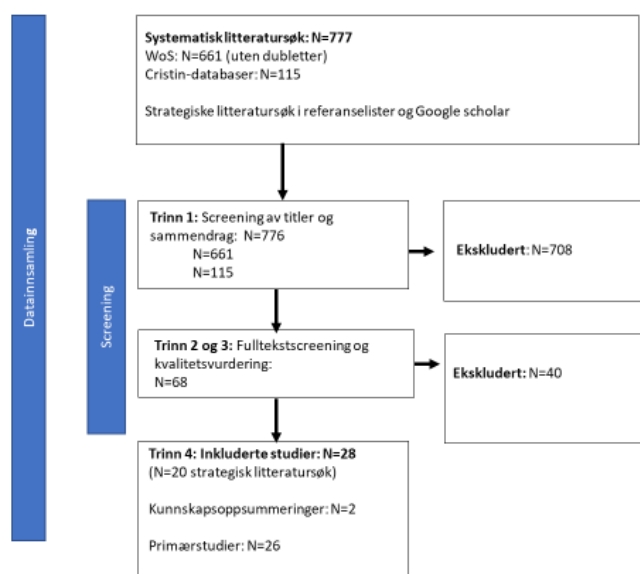 Datainnsamling
Systematisk litteratursøk: N=777
WoS: N=661 (uten dubletter)
Cristin-databaser: N=115
Strategiske litteratursøk i referanselister og Google scholar
Screening
Trinn 1: Screening av titler og
sammendrag: N=776
N=661
N=115
Ekskludert: N=708
Trinn 2 og 3: Fulltekstscreening og
kvalitetsvurdering:
N=68
Ekskludert: N=40
Trinn 4: Inkluderte studier: N=28
(N=20 strategisk litteratursøk)
Kunnskapsoppsummeringer: N=2
Primærstudier: N=26